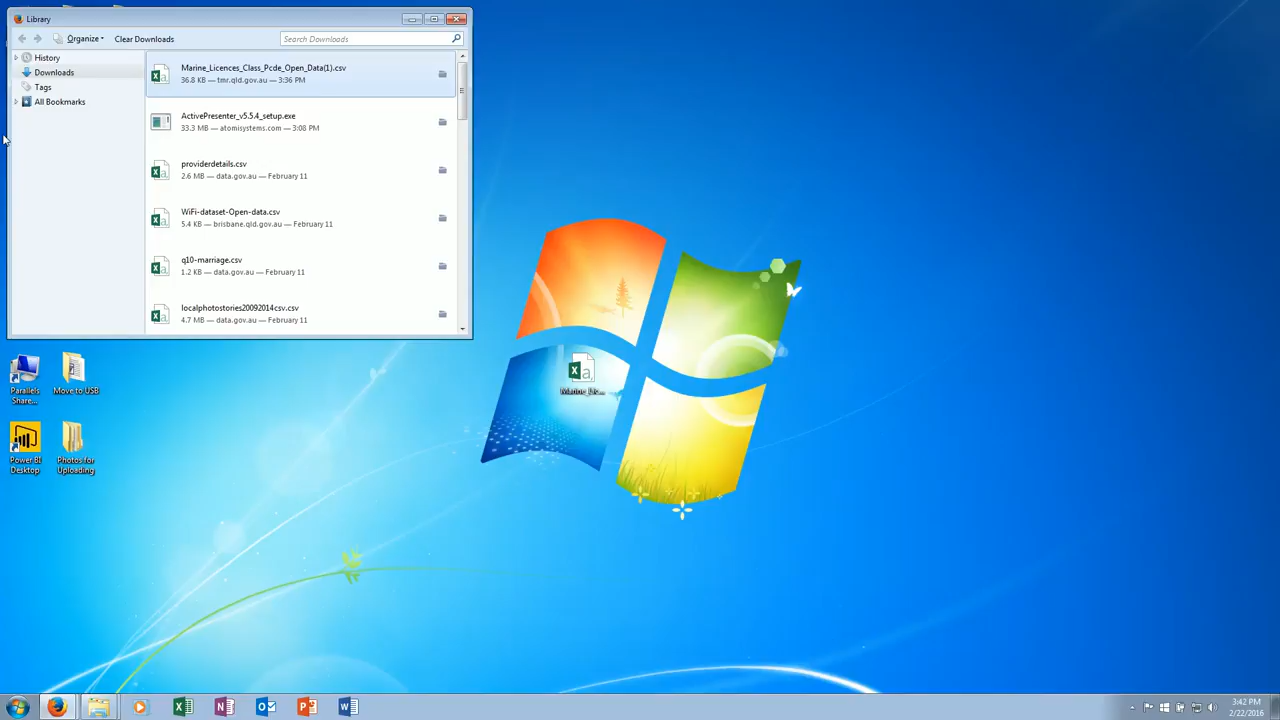 Library
Organize
Clear Downloads
Search Downloads
History
Downloads
Tags
All Bookmarks
Marine_Licences_Class_Pcde_Open_Data(1).csv
36.8 KB — tmr.qld.gov.au — 3:36 PM
ActivePresenter_v5.5.4_setup.exe
33.3 MB — atomisystems.com — 3:08 PM
providerdetails.csv
2.6 MB — data.gov.au — February 11
WiFi-dataset-Open-data.csv
5.4 KB — brisbane.qld.gov.au — February 11
q10-marriage.csv
1.2 KB — data.gov.au — February 11
localphotostories20092014csv.csv
4.7 MB — data.gov.au — February 11
Parallels
Share...
Move to USB
Power BI
Desktop
Photos for
Uploading
Marine_Lic...
3:42 PM
2/22/2016